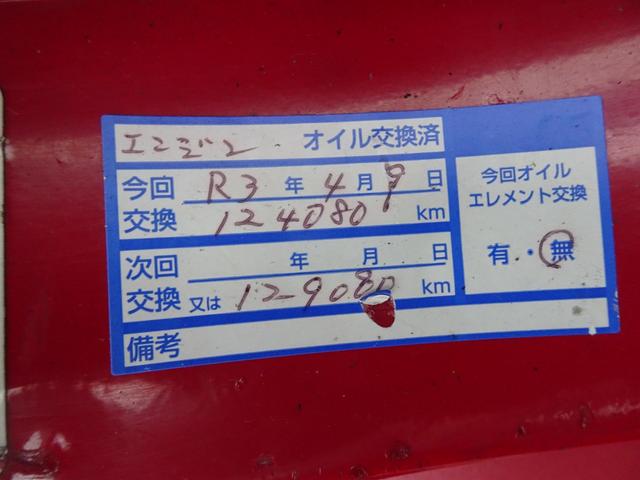 エンジン オイル交換済
今回 R3 年 4 月 9 日
交換 124080 km
次回 年 月 日
交換 又は 129080 km
備考
今回オイル
エレメント交換
有・無